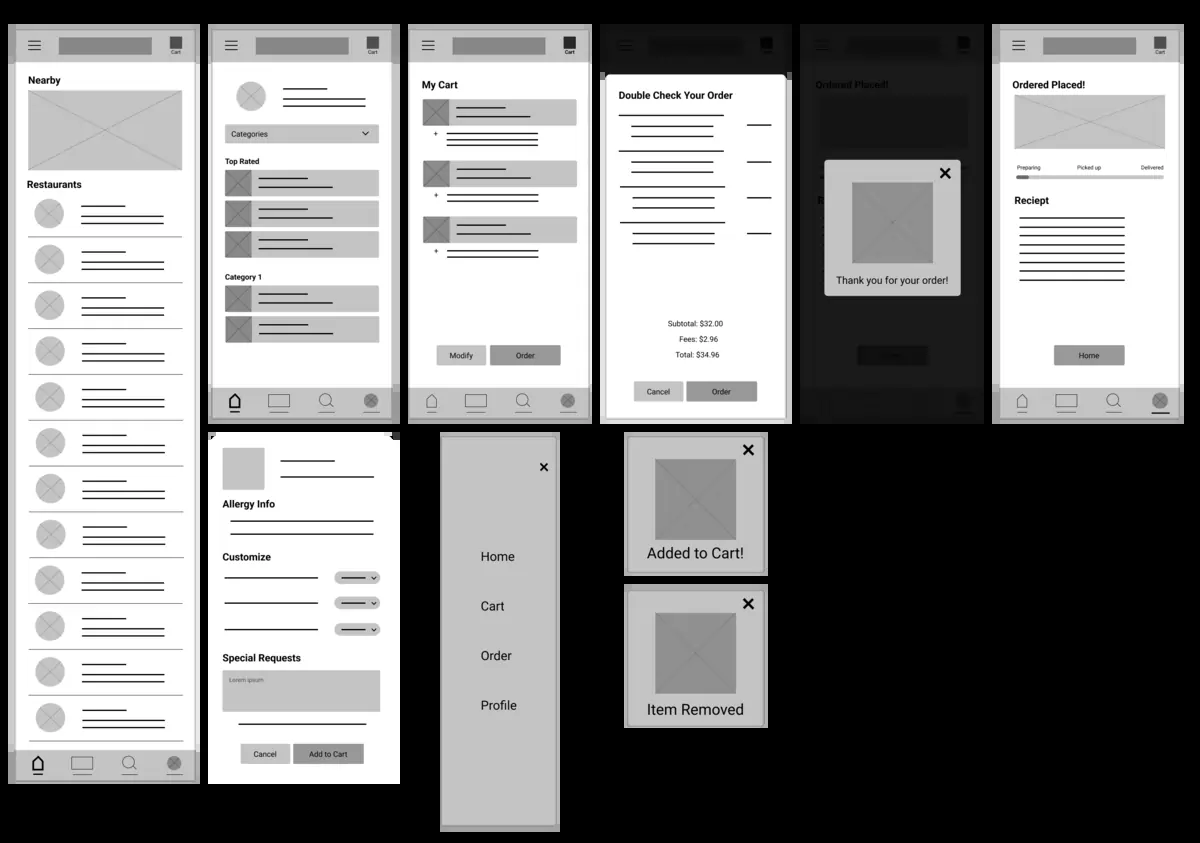 Cart
Nearby
Restaurants
Cart
Categories
Top Rated
Category 1
Cart
My Cart
+
+
+
Modify
Order
Double Check Your Order
Subtotal: $32.00
Fees: $2.96
Total: $34.96
Cancel
Order
Ordered Placed!
Thank you for your order!
Cart
Ordered Placed!
Preparing
Picked up
Delivered
Reciept
Home
Allergy Info
Customize
Special Requests
Lorem ipsum
Cancel
Add to Cart
Home
Cart
Order
Profile
Added to Cart!
Item Removed